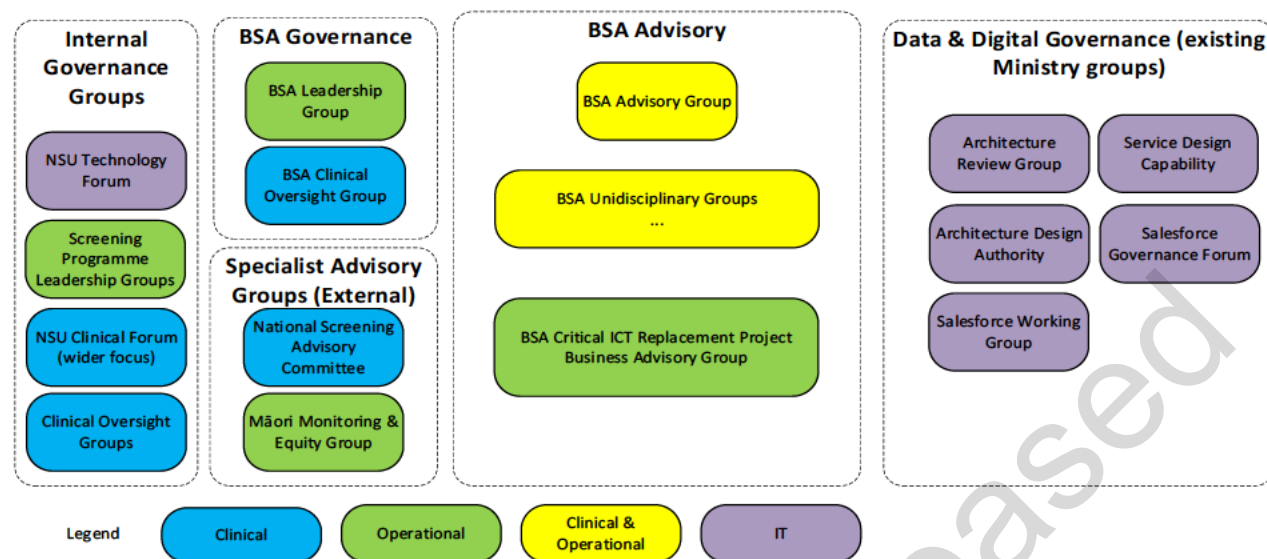 Internal
Governance
Groups
NSU Technology
Forum
Screening
Programme
Leadership Groups
NSU Clinical Forum
(wider focus)
Clinical Oversight
Groups
BSA Governance
BSA Leadership
Group
BSA Clinical
Oversight Group
Specialist Advisory
Groups (External)
National Screening
Advisory
Committee
Māori Monitoring &
Equity Group
BSA Advisory
BSA Advisory Group
BSA Unidisciplinary Groups
...
BSA Critical ICT Replacement Project
Business Advisory Group
Data & Digital Governance (existing
Ministry groups)
Architecture
Review Group
Service Design
Capability
Architecture Design
Authority
Salesforce
Governance Forum
Salesforce Working
Group
Legend
Clinical
Operational
Clinical &
Operational
IT
eased